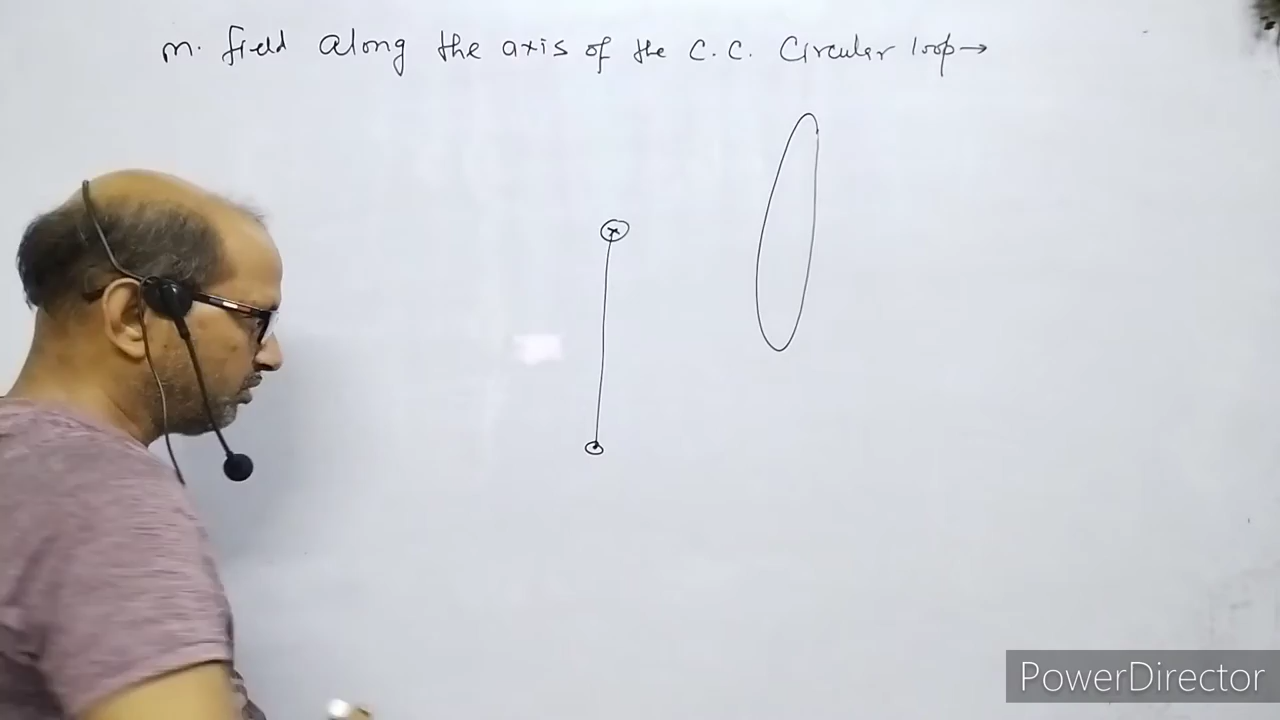 m. field along the axis of the C.C. Circular loop→
PowerDirector